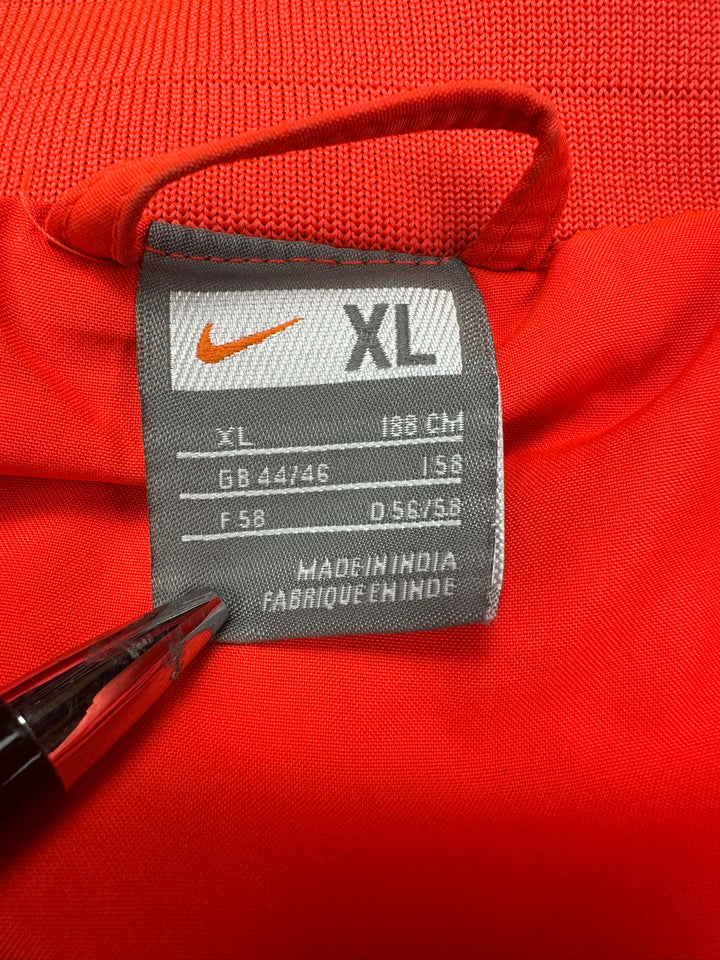 XL
XL 188 CM
GB 44/46 I 58
F 58 D 56/58
MADE IN INDIA
FABRIQUE EN INDE